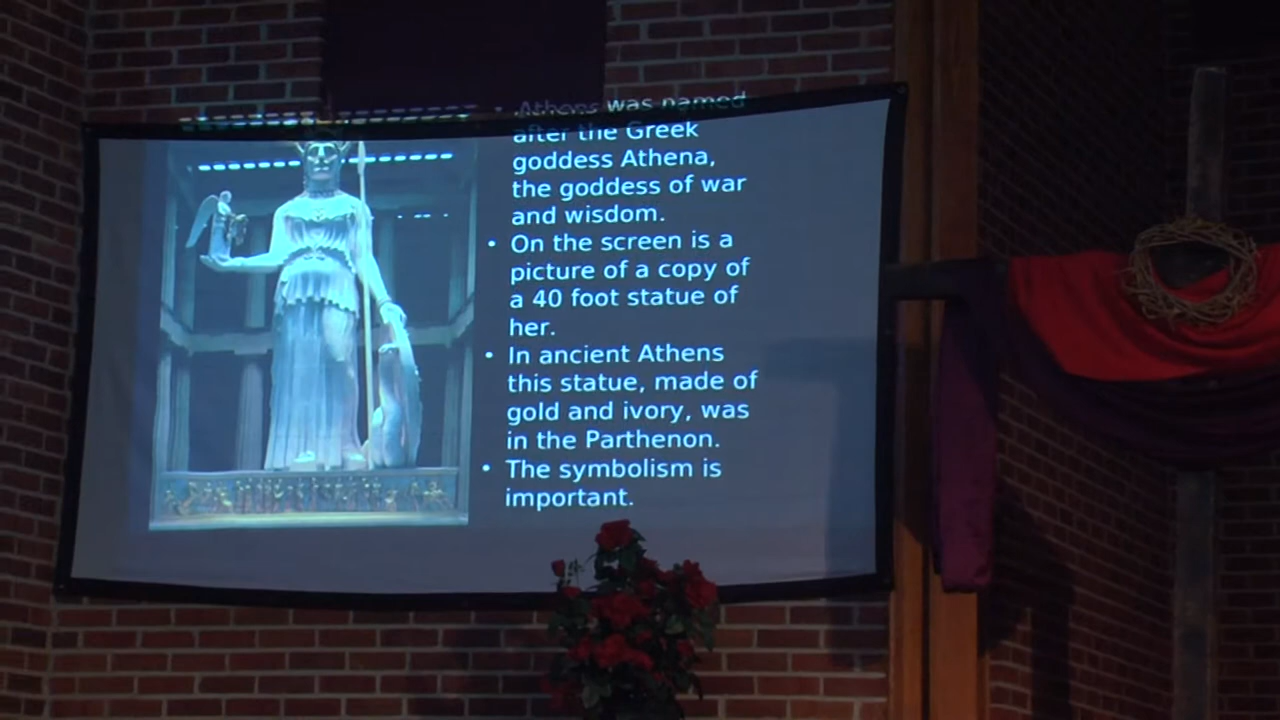 • Athens was named
after the Greek
goddess Athena,
the goddess of war
and wisdom.
• On the screen is a
picture of a copy of
a 40 foot statue of
her.
• In ancient Athens
this statue, made of
gold and ivory, was
in the Parthenon.
• The symbolism is
important.